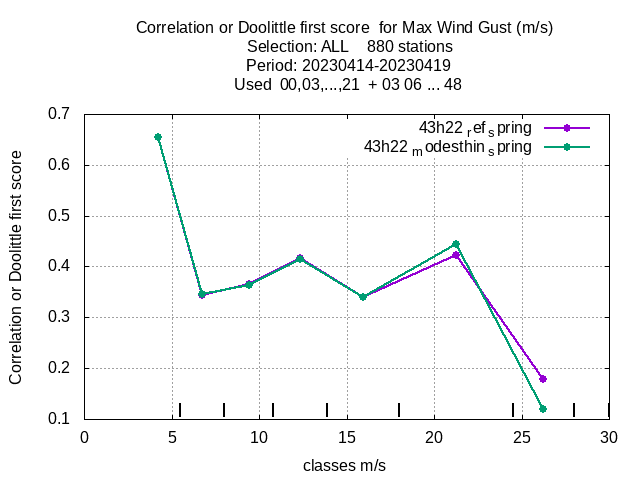 Correlation or Doolittle first score  for Max Wind Gust (m/s)
Selection: ALL    880 stations
Period: 20230414-20230419
Used  00,03,...,21  + 03 06 ... 48
43h22 ref spring
43h22 modesthin spring
Correlation or Doolittle first score
0.7
0.6
0.5
0.4
0.3
0.2
0.1
0 5 10 15 20 25 30
classes m/s